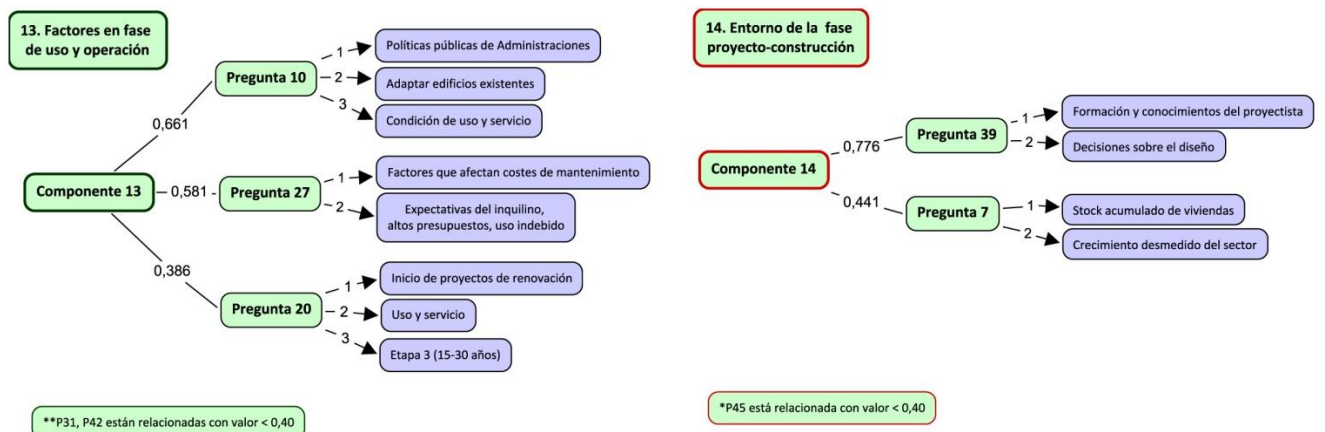 13. Factores en fase
de uso y operación
Componente 13
0,661
Pregunta 10
1
Políticas públicas de Administraciones
2
Adaptar edificios existentes
3
Condición de uso y servicio
0,581
Pregunta 27
1
Factores que afectan costes de mantenimiento
2
Expectativas del inquilino,
altos presupuestos, uso indebido
0,386
Pregunta 20
1
Inicio de proyectos de renovación
2
Uso y servicio
3
Etapa 3 (15-30 años)
**P31, P42 están relacionadas con valor < 0,40
14. Entorno de la fase
proyecto-construcción
Componente 14
0,776
Pregunta 39
1
Formación y conocimientos del proyectista
2
Decisiones sobre el diseño
0,441
Pregunta 7
1
Stock acumulado de viviendas
2
Crecimiento desmedido del sector
*P45 está relacionada con valor < 0,40